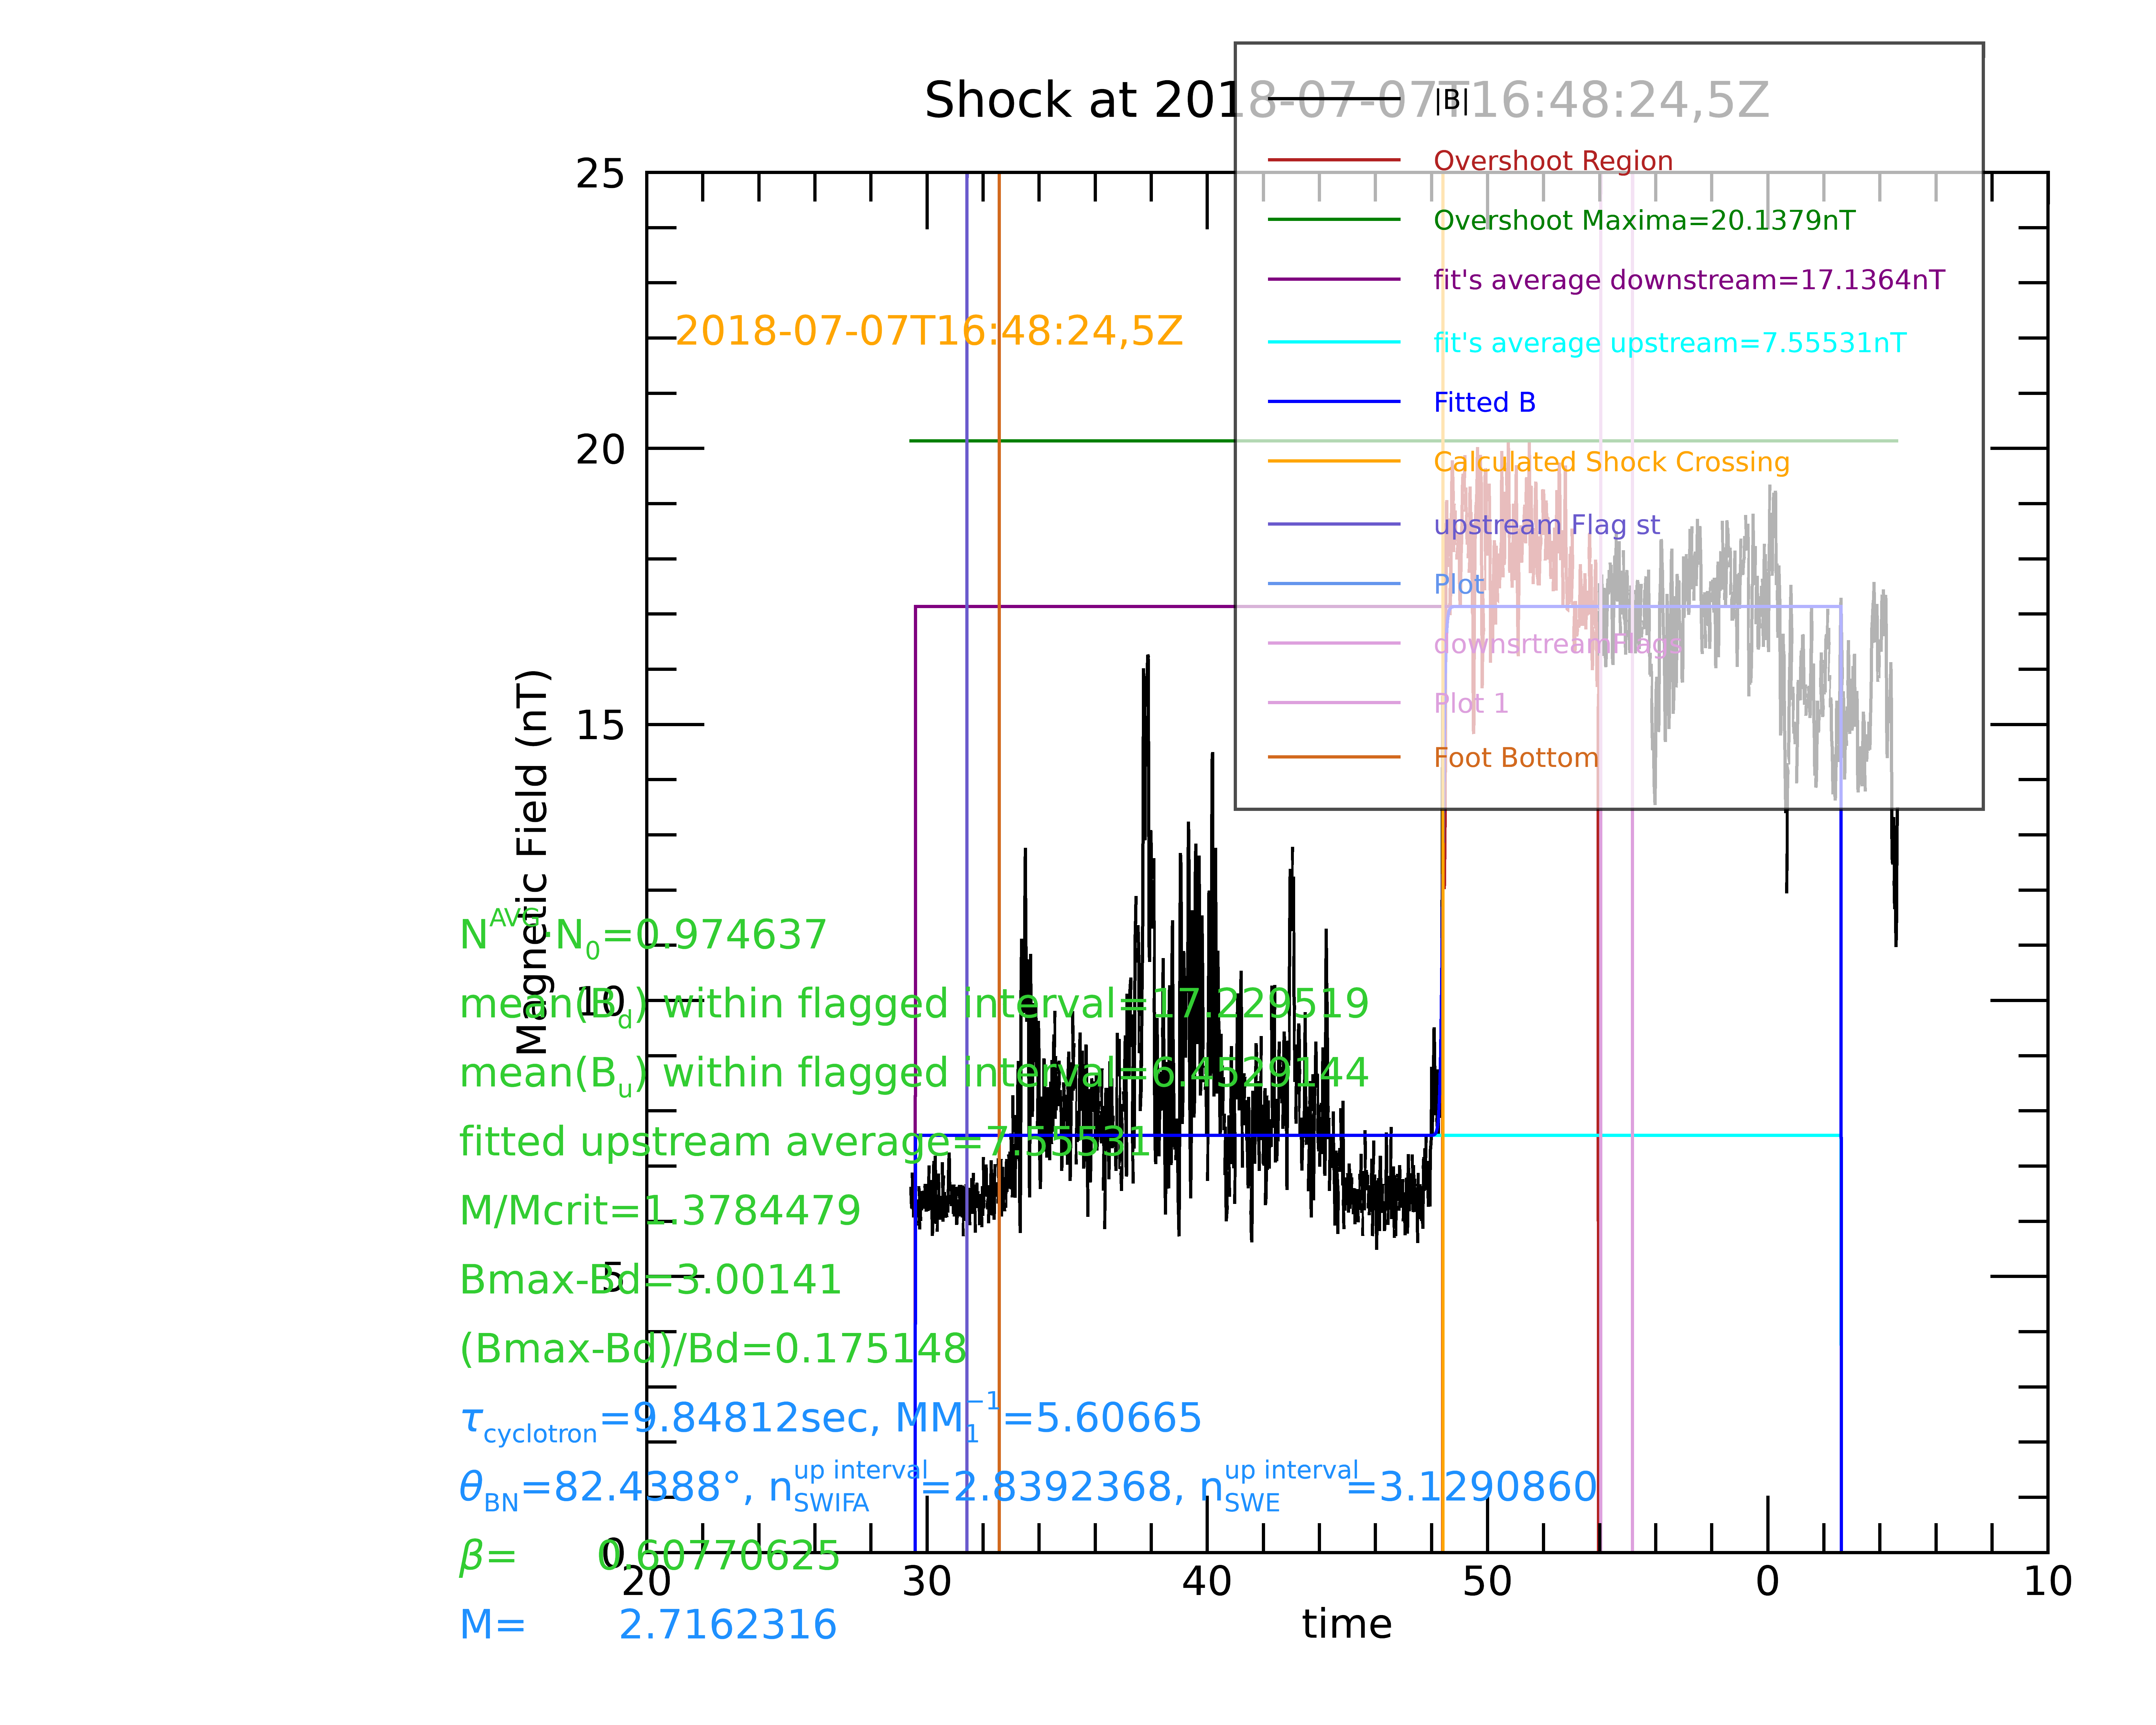 Shock at 2018-07-07T16:48:24,5Z
|B|
Overshoot Region
Overshoot Maxima=20.1379nT
fit's average downstream=17.1364nT
fit's average upstream=7.55531nT
Fitted B
Calculated Shock Crossing
upstream Flag st
Plot
downsrtreamFlags
Plot 1
Foot Bottom
2018-07-07T16:48:24,5Z
25
20
15
10
5
0
Magnetic Field (nT)
N^AVG·N_0=0.974637
mean(B_d) within flagged interval=17.229519
mean(B_u) within flagged interval=6.4529144
fitted upstream average=7.55531
M/Mcrit=1.3784479
Bmax-Bd=3.00141
(Bmax-Bd)/Bd=0.175148
τ_cyclotron=9.84812sec, MM_1^−1=5.60665
θ_BN=82.4388°, n_SWIFA^up interval=2.8392368, n_SWE^up interval=3.1290860
β= 0.60770625
M= 2.7162316
20 30 40 50 0 10
time